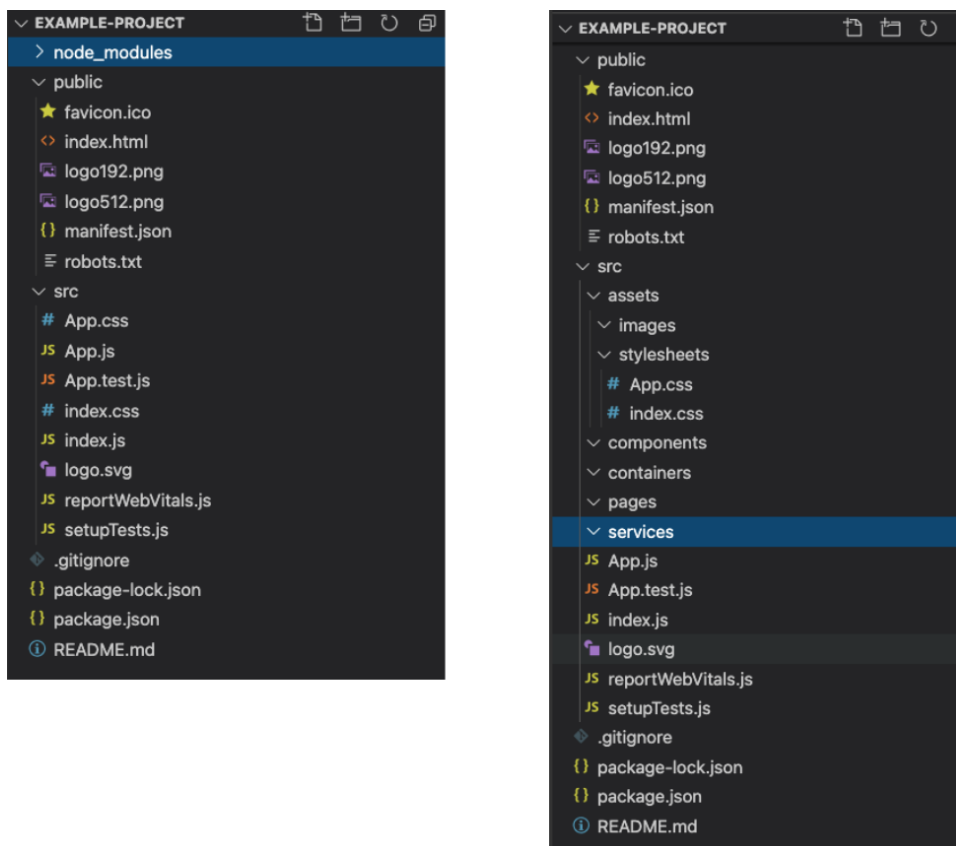 EXAMPLE-PROJECT
node_modules
public
favicon.ico
index.html
logo192.png
logo512.png
manifest.json
robots.txt
src
App.css
App.js
App.test.js
index.css
index.js
logo.svg
reportWebVitals.js
setupTests.js
.gitignore
package-lock.json
package.json
README.md
EXAMPLE-PROJECT
public
favicon.ico
index.html
logo192.png
logo512.png
manifest.json
robots.txt
src
assets
images
stylesheets
App.css
index.css
components
containers
pages
services
App.js
App.test.js
index.js
logo.svg
reportWebVitals.js
setupTests.js
.gitignore
package-lock.json
package.json
README.md